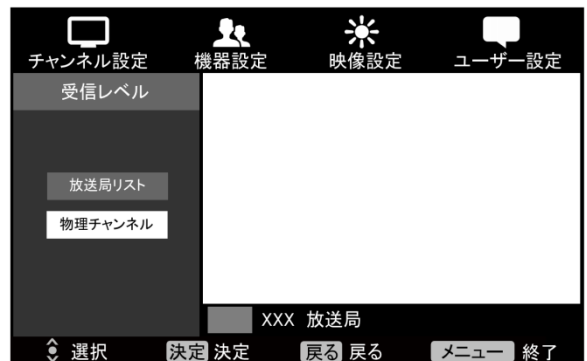 チャンネル設定 機器設定 映像設定 ユーザー設定
受信レベル
放送局リスト
物理チャンネル
XXX 放送局
選択 決定 決定 戻る 戻る メニュー 終了